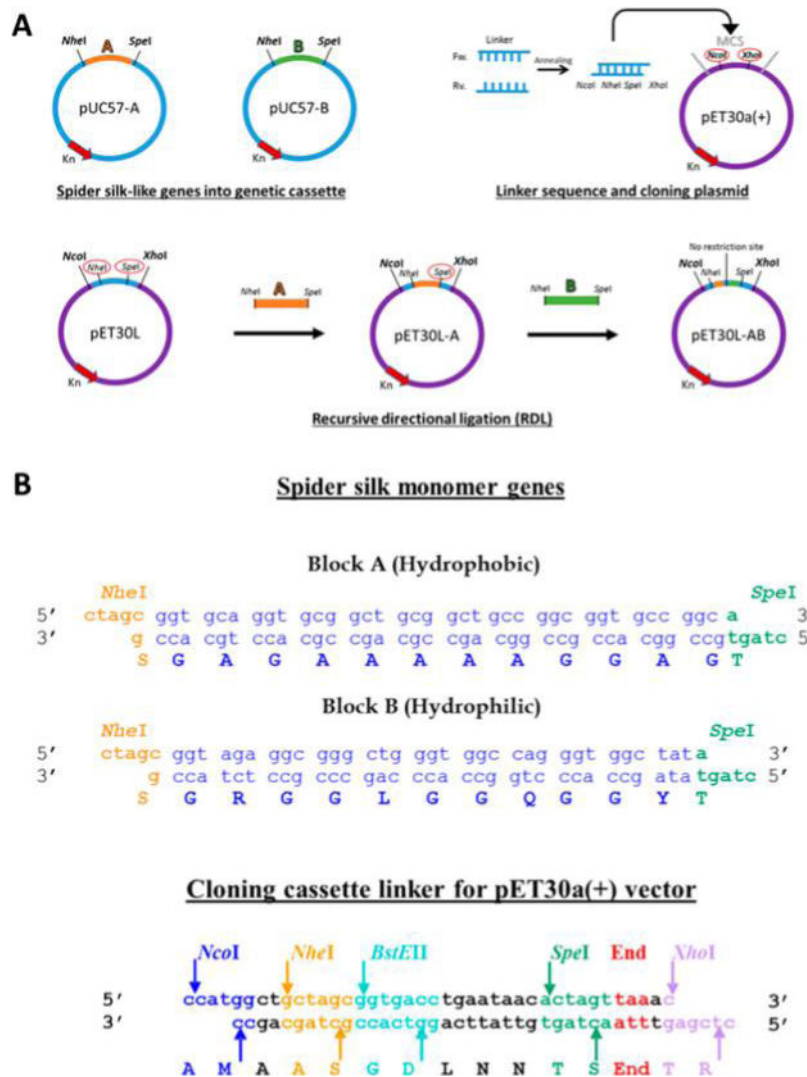 A
NheI A SpeI
pUC57-A
Kn
NheI B SpeI
pUC57-B
Kn
Spider silk-like genes into genetic cassette
Linker
Fw.
Rv.
Annealing
NcoI NheI SpeI XhoI
MCS
NcoI XhoI
pET30a(+)
Kn
Linker sequence and cloning plasmid
NcoI NheI SpeI XhoI
pET30L
Kn
NheI A SpeI
NcoI NheI SpeI XhoI
pET30L-A
Kn
NheI B SpeI
No restriction site
NcoI NheI SpeI XhoI
pET30L-AB
Kn
Recursive directional ligation (RDL)
B
Spider silk monomer genes
Block A (Hydrophobic)
NheI SpeI
5′ ctagc ggt gca ggt gcg gct gcg gct gcc ggc ggt gcc ggc a 3
3′ g cca cgt cca cgc cga cgc cga cgg ccg cca cgg ccg tgatc 5
S G A G A A A A A G G A G T
Block B (Hydrophilic)
NheI SpeI
5′ ctagc ggt aga ggc ggg ctg ggt ggc cag ggt ggc tat a 3′
3′ g cca tct ccg ccc gac cca ccg gtc cca ccg ata tgatc 5′
S G R G G L G G Q G G Y T
Cloning cassette linker for pET30a(+) vector
NcoI NheI BstEII SpeI End XhoI
5′ ccatggctgctagcggtgacctgaataacactagttaaac 3′
3′ ccgacgatcgccactggacttattgtgatcaatttgagctc 5′
A M A A S G D L N N T S End T R